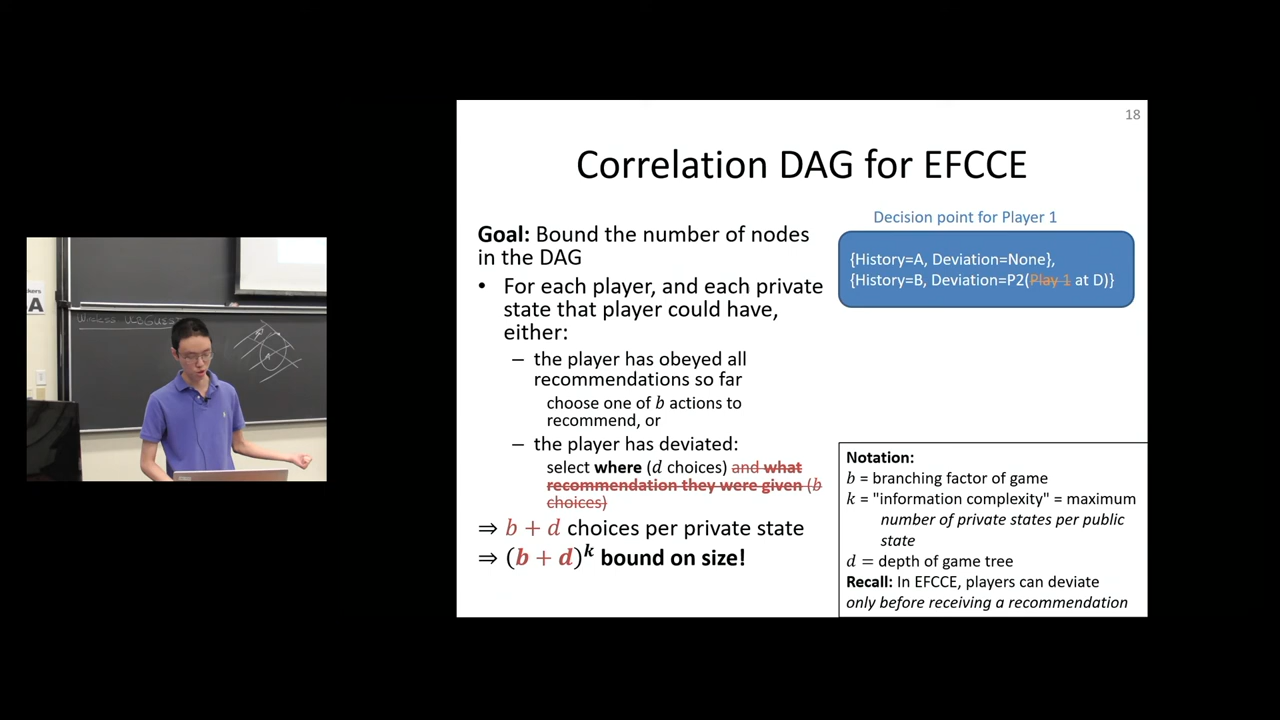 18
Correlation DAG for EFCCE
Goal: Bound the number of nodes
in the DAG
• For each player, and each private
state that player could have,
either:
– the player has obeyed all
recommendations so far
choose one of b actions to
recommend, or
– the player has deviated:
select where (d choices) and what
recommendation they were given (b
choices)
⇒ b + d choices per private state
⇒ (b + d)^k bound on size!
Decision point for Player 1
{History=A, Deviation=None},
{History=B, Deviation=P2(Play 1 at D)}
Notation:
b = branching factor of game
k = "information complexity" = maximum
number of private states per public
state
d = depth of game tree
Recall: In EFCCE, players can deviate
only before receiving a recommendation
A